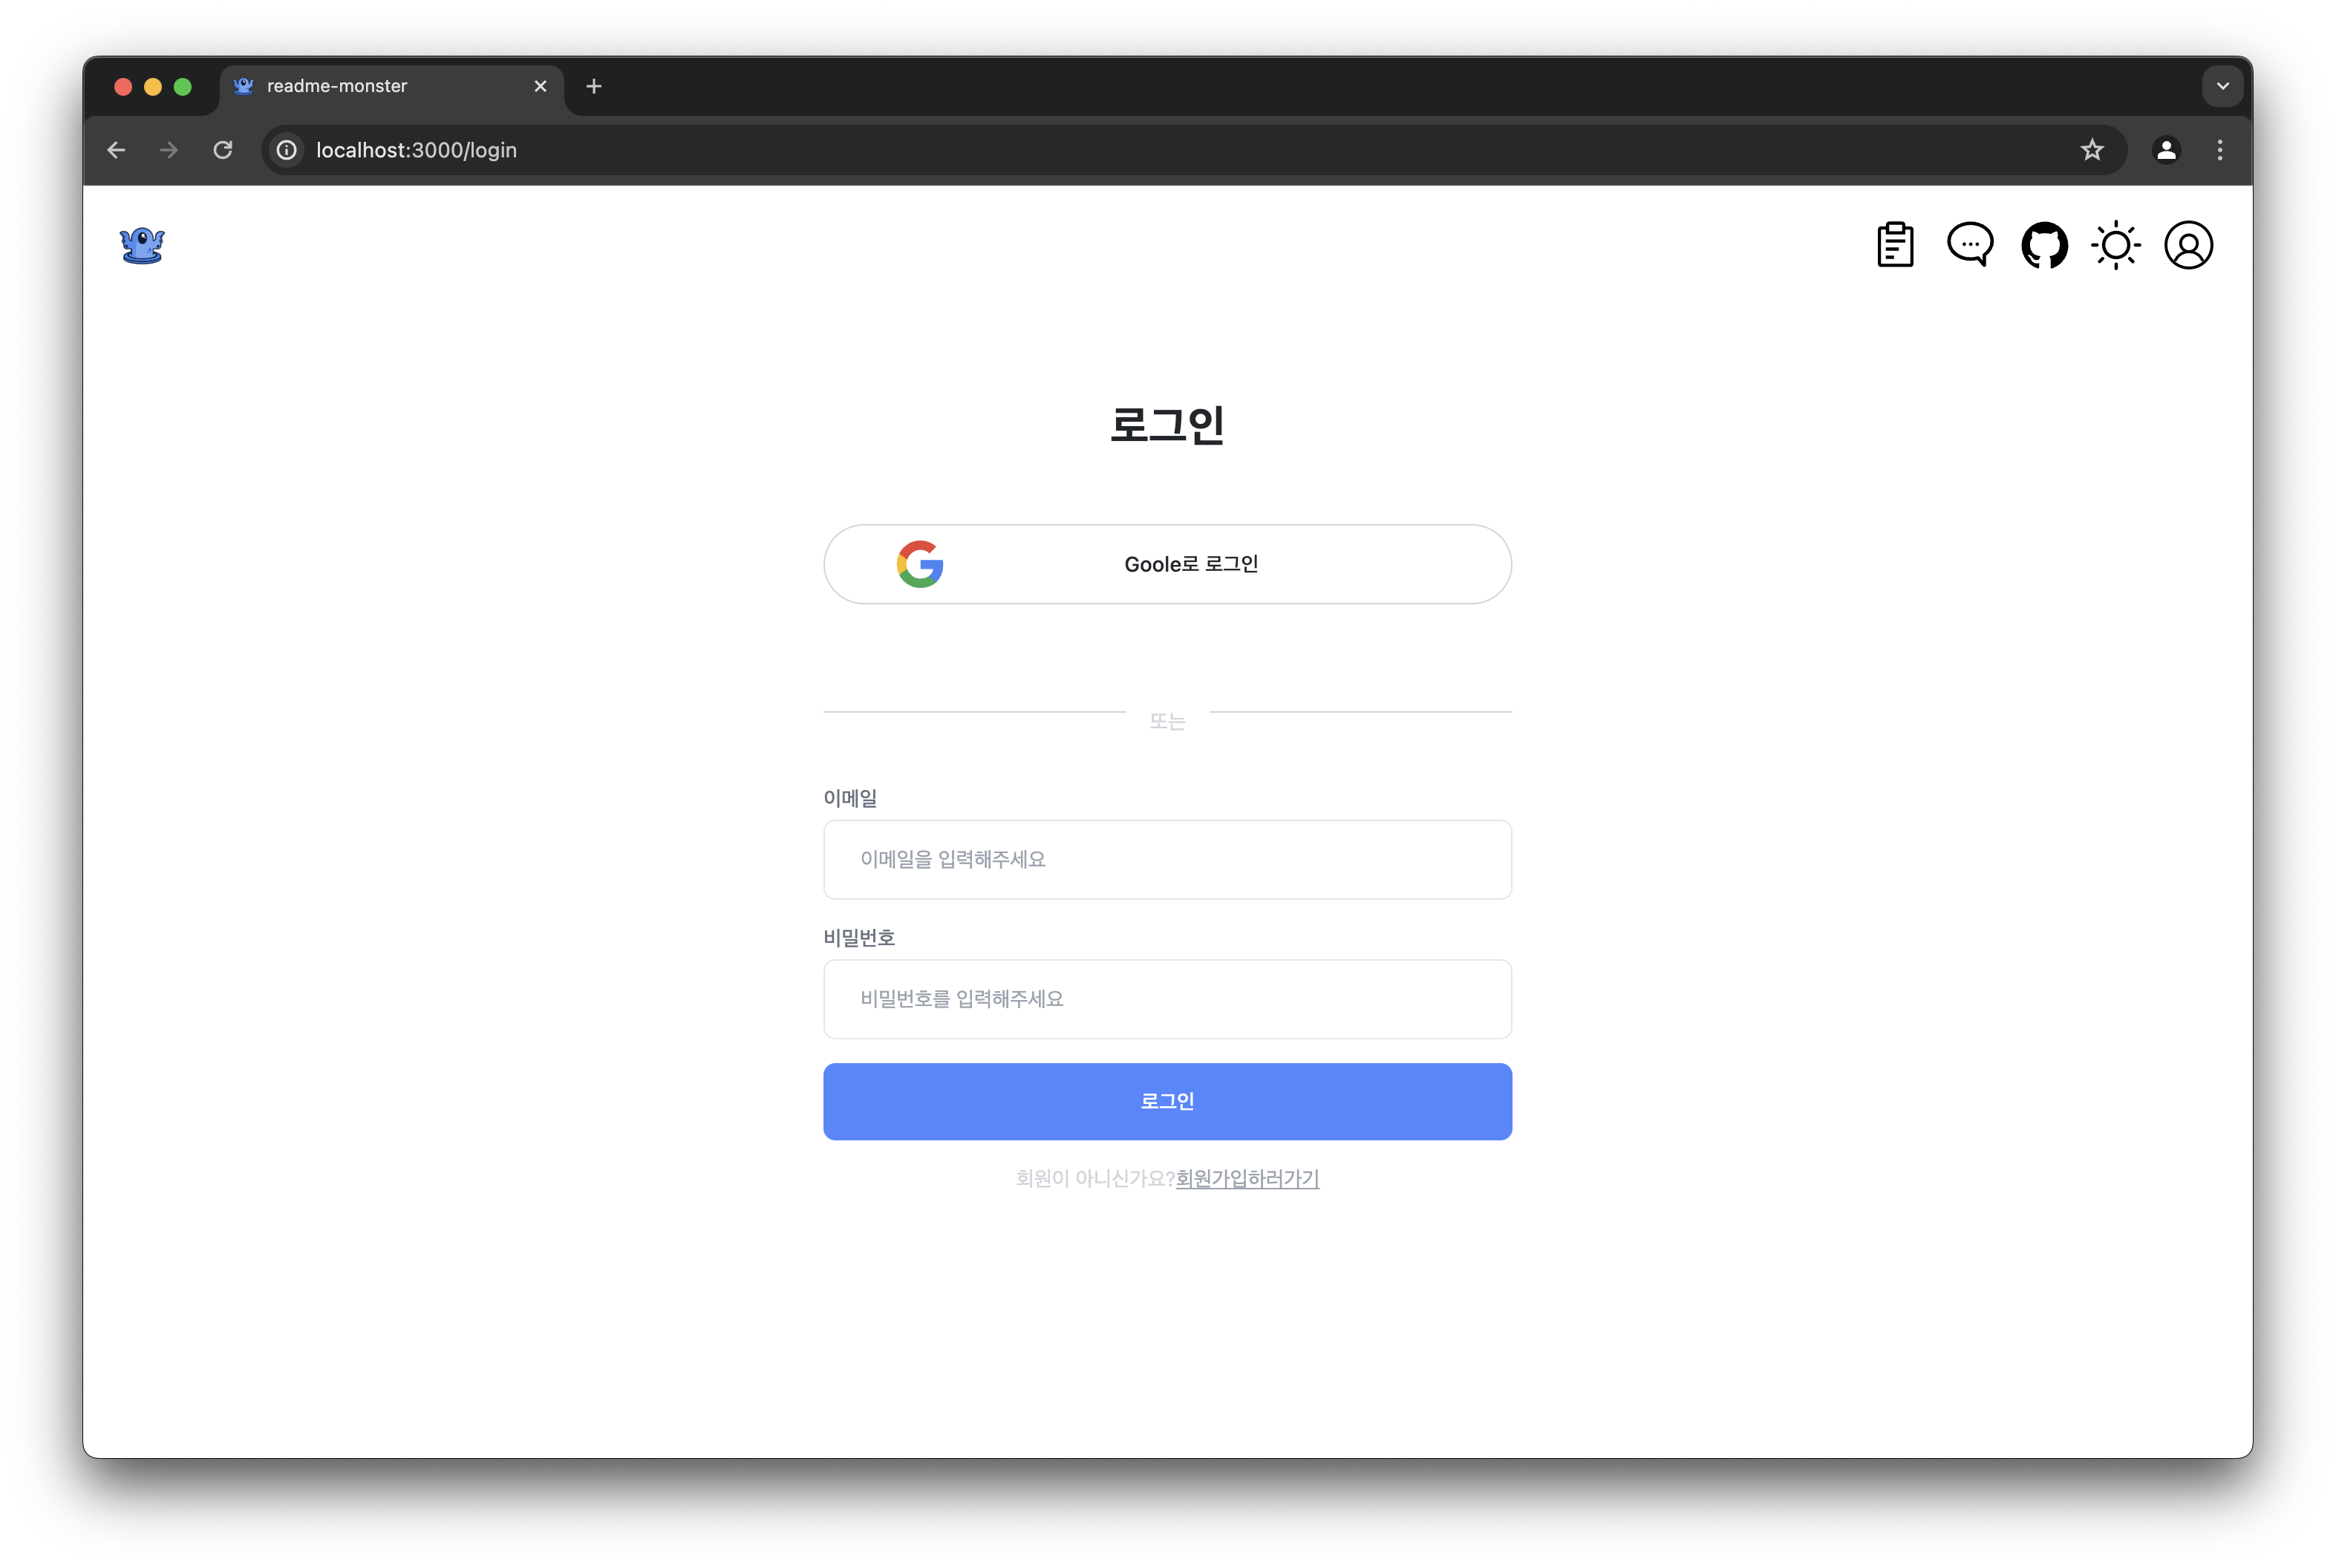 readme-monster
localhost:3000/login
로그인
Goole로 로그인
또는
이메일
이메일을 입력해주세요
비밀번호
비밀번호를 입력해주세요
로그인
회원이 아니신가요?회원가입하러가기